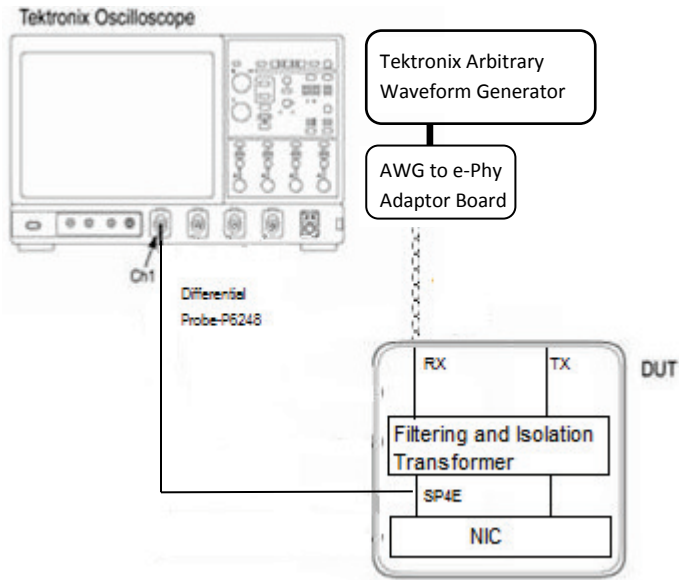 Tektronix Oscilloscope
Tektronix Arbitrary
Waveform Generator
AWG to e-Phy
Adaptor Board
Ch1
Differential
Probe-P6248
RX
TX
DUT
Filtering and Isolation
Transformer
SP4E
NIC